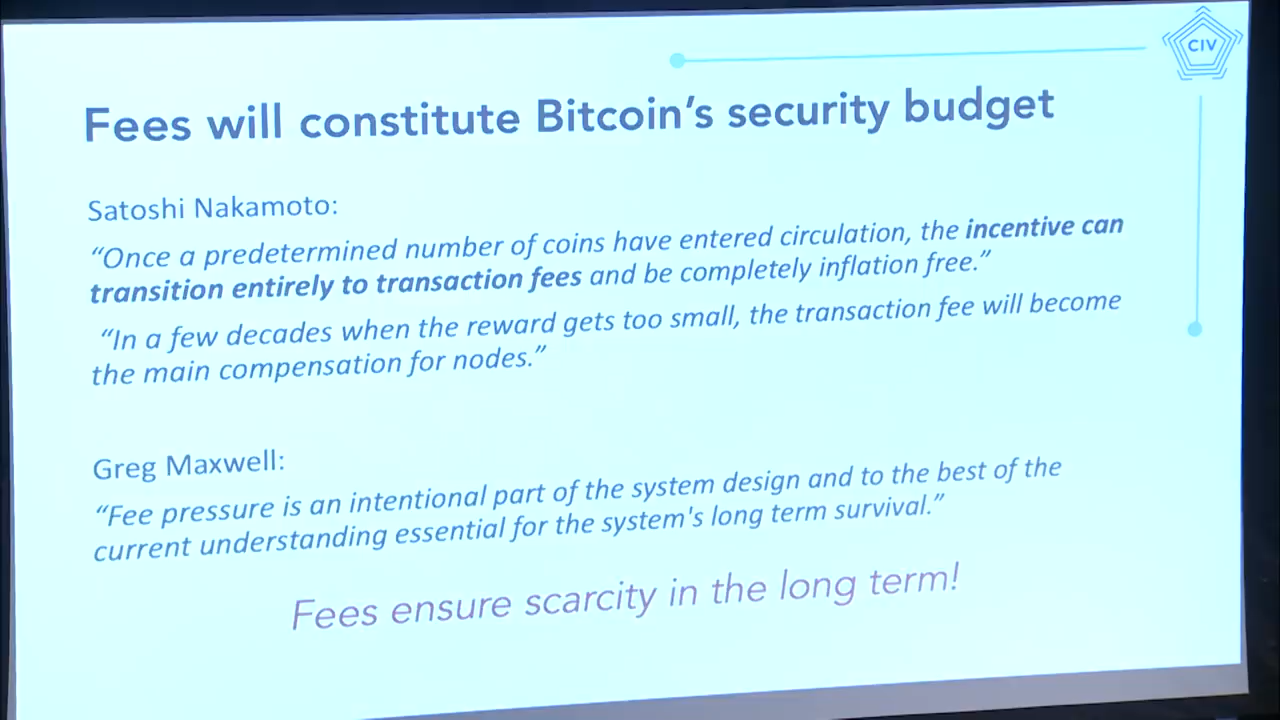 CIV
Fees will constitute Bitcoin’s security budget
Satoshi Nakamoto:
“Once a predetermined number of coins have entered circulation, the incentive can
transition entirely to transaction fees and be completely inflation free.”
“In a few decades when the reward gets too small, the transaction fee will become
the main compensation for nodes.”
Greg Maxwell:
“Fee pressure is an intentional part of the system design and to the best of the
current understanding essential for the system's long term survival.”
Fees ensure scarcity in the long term!